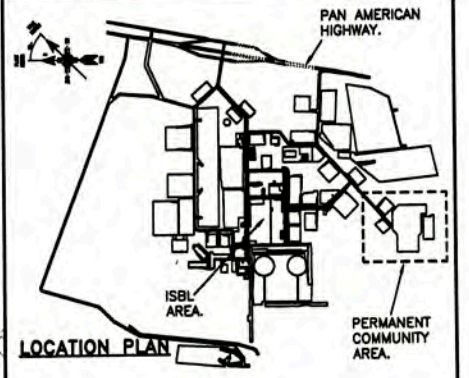 PAN AMERICAN
HIGHWAY.
ISBL
AREA.
PERMANENT
COMMUNITY
AREA.
LOCATION PLAN